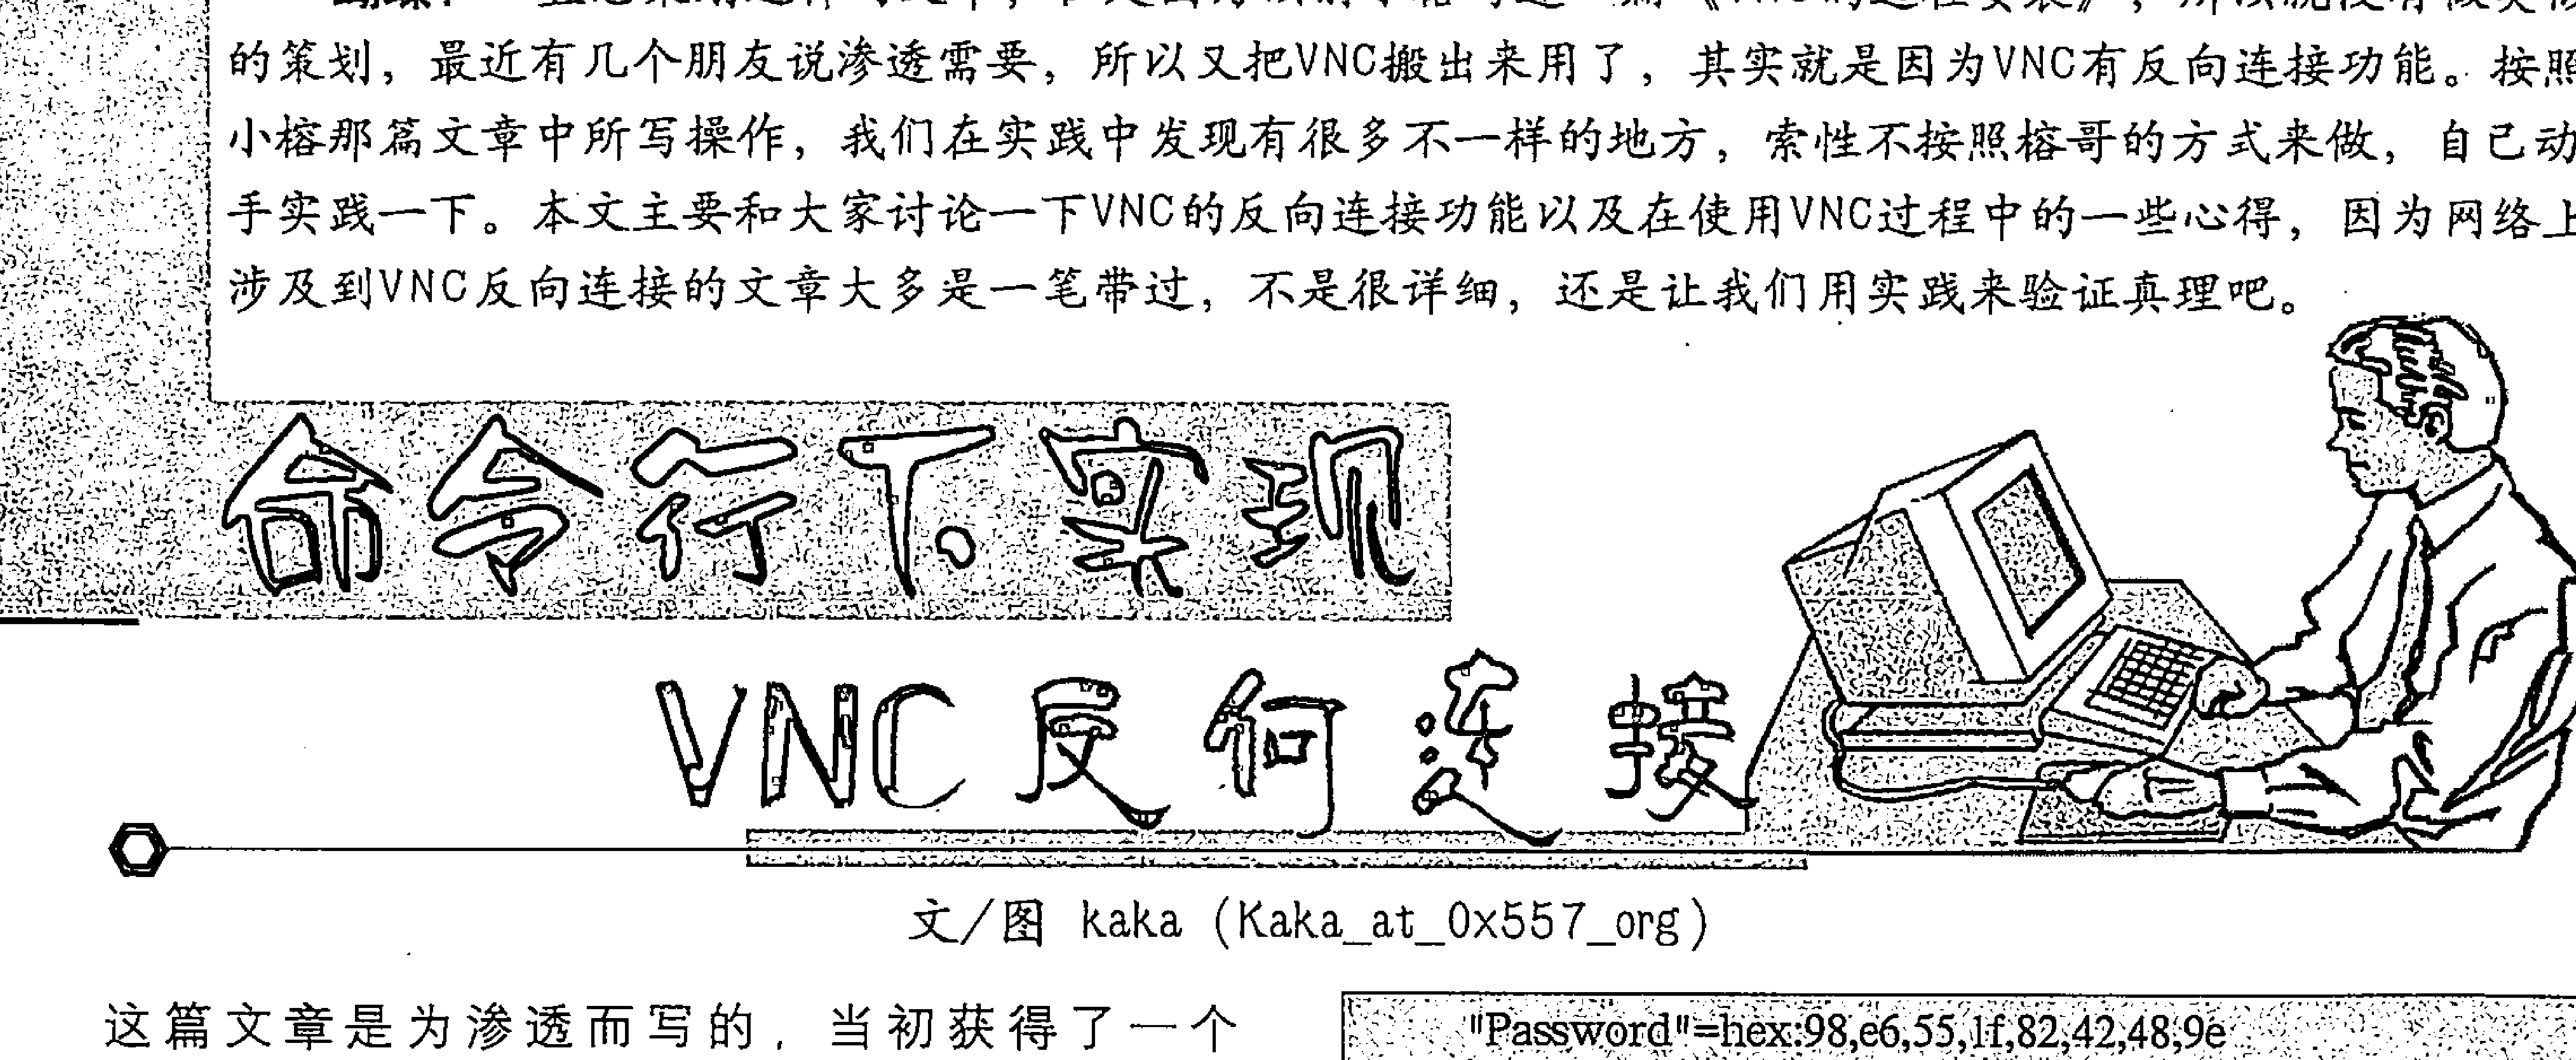 的策划，最近有几个朋友说渗透需要，所以又把VNC搬出来用了，其实就是因为VNC有反向连接功能。按照
小榕那篇文章中所写操作，我们在实践中发现有很多不一样的地方，索性不按照榕哥的方式来做，自己动
手实践一下。本文主要和大家讨论一下VNC的反向连接功能以及在使用VNC过程中的一些心得，因为网络上
涉及到VNC反向连接的文章大多是一笔带过，不是很详细，还是让我们用实践来验证真理吧。
命令行下实现
VNC反何连接
文/图 kaka (Kaka_at_0x557_org)
这篇文章是为渗透而写的，当初获得了一个
"Password"=hex:98,e6,55,1f,82,42,48,9e